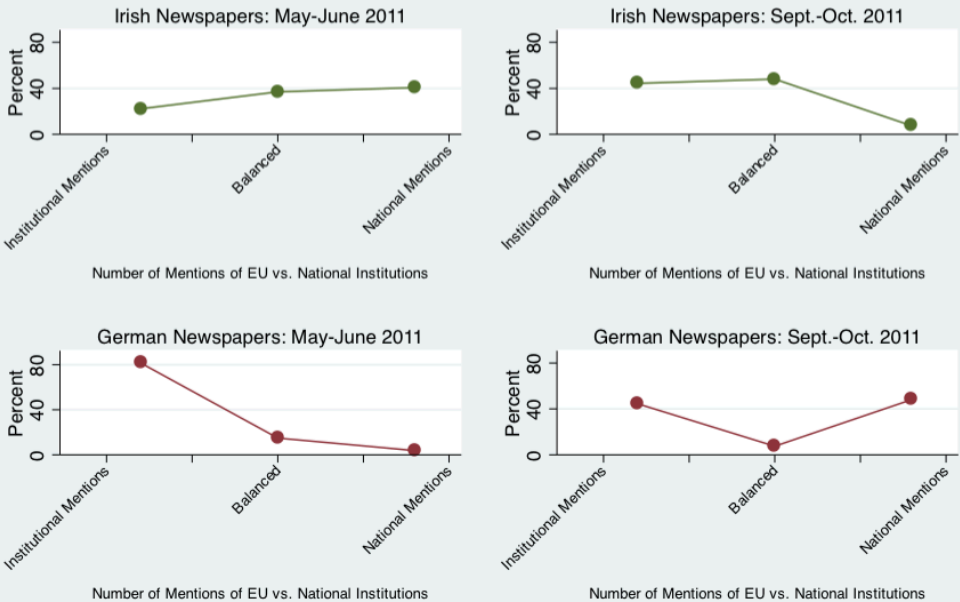 Irish Newspapers: May-June 2011
Percent
80
40
0
Institutional Mentions
Balanced
National Mentions
Number of Mentions of EU vs. National Institutions
Irish Newspapers: Sept.-Oct. 2011
Percent
80
40
0
Institutional Mentions
Balanced
National Mentions
Number of Mentions of EU vs. National Institutions
German Newspapers: May-June 2011
Percent
80
40
0
Institutional Mentions
Balanced
National Mentions
Number of Mentions of EU vs. National Institutions
German Newspapers: Sept.-Oct. 2011
Percent
80
40
0
Institutional Mentions
Balanced
National Mentions
Number of Mentions of EU vs. National Institutions